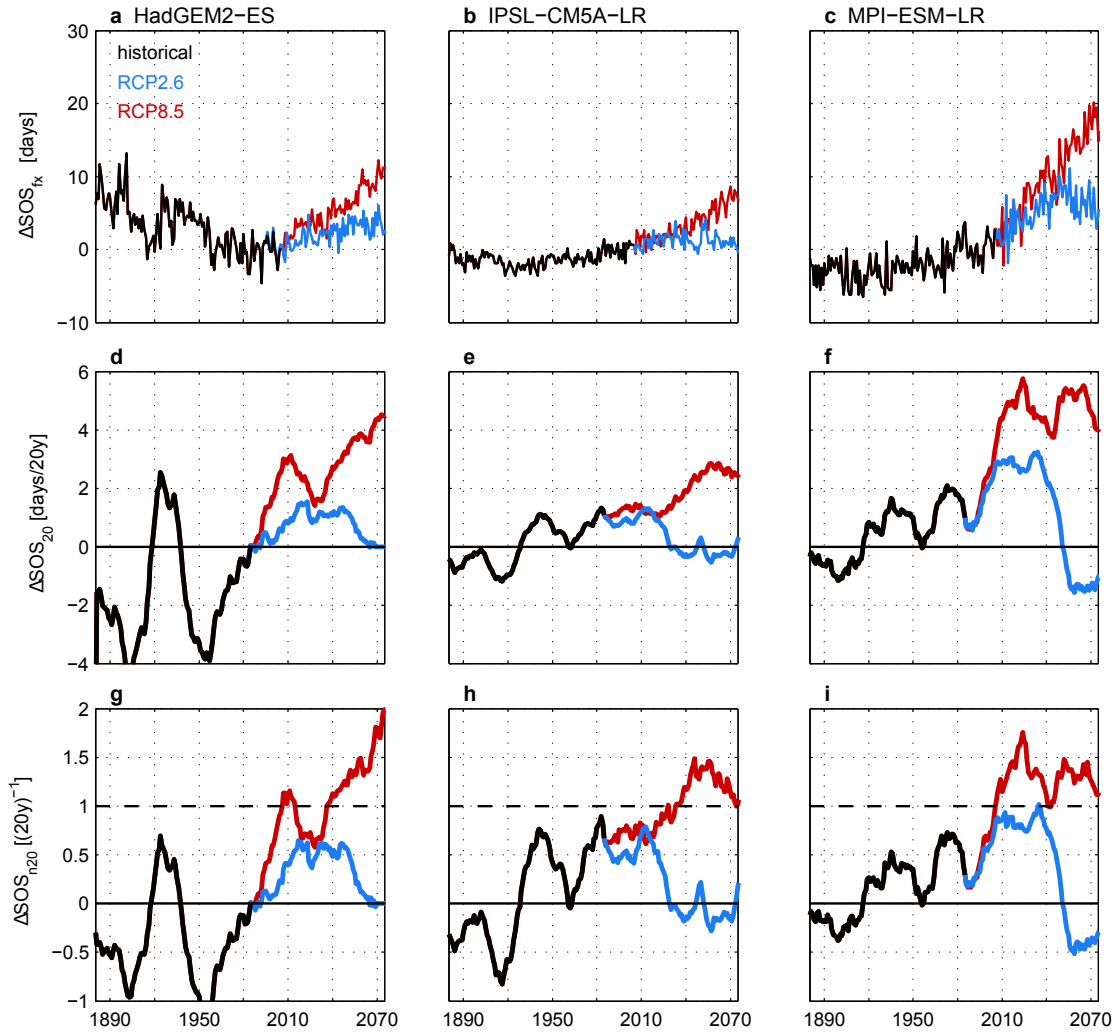 a HadGEM2−ES
b IPSL−CM5A−LR
c MPI−ESM−LR
historical
RCP2.6
RCP8.5
30
20
10
0
−10
ΔSOS_fx [days]
d
e
f
6
4
2
0
−2
−4
ΔSOS_20 [days/20y]
g
h
i
2
1.5
1
0.5
0
−0.5
−1
ΔSOS_n20 [(20y)^−1]
1890 1950 2010 2070
1890 1950 2010 2070
1890 1950 2010 2070